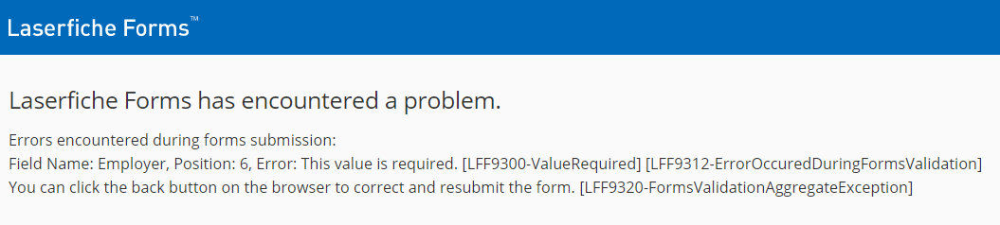 Laserfiche Forms™
Laserfiche Forms has encountered a problem.
Errors encountered during forms submission:
Field Name: Employer, Position: 6, Error: This value is required. [LFF9300-ValueRequired] [LFF9312-ErrorOccuredDuringFormsValidation]
You can click the back button on the browser to correct and resubmit the form. [LFF9320-FormsValidationAggregateException]